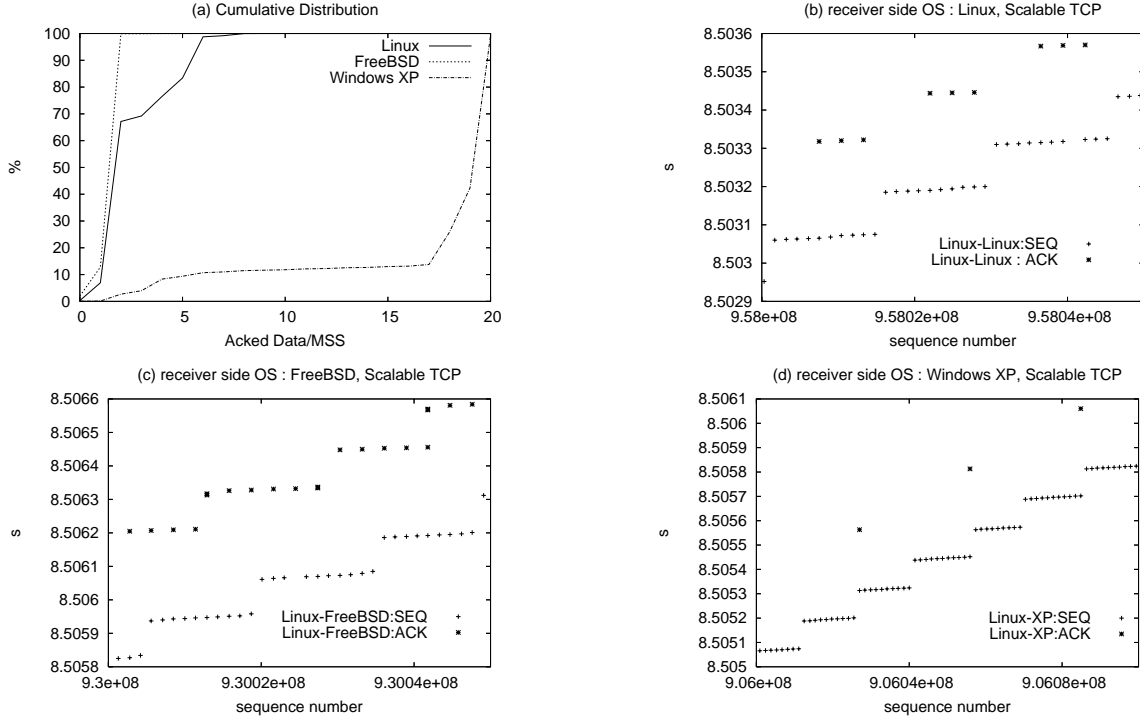 (a) Cumulative Distribution
100
90
80
70
60
50
40
30
20
10
0
%
Linux
FreeBSD
Windows XP
0
5
10
15
20
Acked Data/MSS
(b) receiver side OS : Linux, Scalable TCP
8.5036
8.5035
8.5034
8.5033
8.5032
8.5031
8.503
8.5029
s
Linux-Linux:SEQ
Linux-Linux : ACK
9.58e+08
9.5802e+08
9.5804e+08
sequence number
(c) receiver side OS : FreeBSD, Scalable TCP
8.5066
8.5065
8.5064
8.5063
8.5062
8.5061
8.506
8.5059
8.5058
s
Linux-FreeBSD:SEQ
Linux-FreeBSD:ACK
9.3e+08
9.3002e+08
9.3004e+08
sequence number
(d) receiver side OS : Windows XP, Scalable TCP
8.5061
8.506
8.5059
8.5058
8.5057
8.5056
8.5055
8.5054
8.5053
8.5052
8.5051
8.505
s
Linux-XP:SEQ
Linux-XP:ACK
9.06e+08
9.0604e+08
9.0608e+08
sequence number